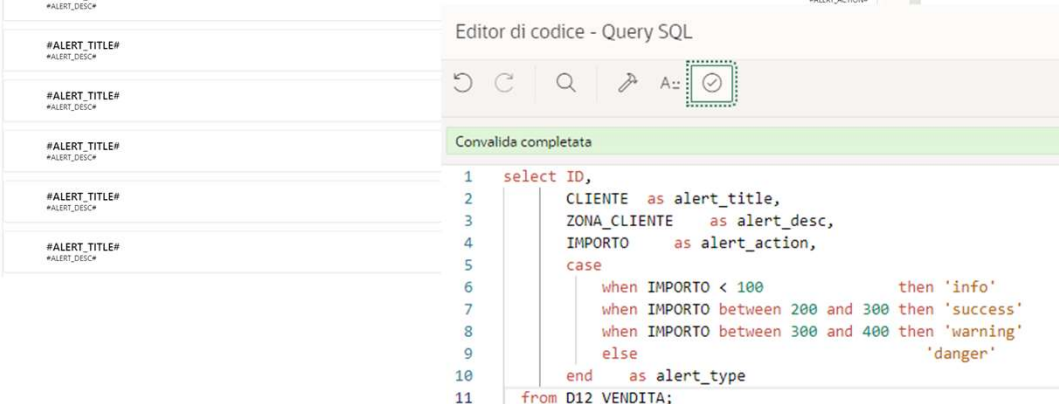 #ALERT_DESC#
#ALERT_TITLE#
#ALERT_DESC#
#ALERT_TITLE#
#ALERT_DESC#
#ALERT_TITLE#
#ALERT_DESC#
#ALERT_TITLE#
#ALERT_DESC#
#ALERT_TITLE#
#ALERT_DESC#
#ALERT_ACTION#
Editor di codice - Query SQL
Convalida completata
1 select ID,
2 CLIENTE as alert_title,
3 ZONA_CLIENTE as alert_desc,
4 IMPORTO as alert_action,
5 case
6 when IMPORTO < 100 then 'info'
7 when IMPORTO between 200 and 300 then 'success'
8 when IMPORTO between 300 and 400 then 'warning'
9 else 'danger'
10 end as alert_type
11 from D12_VENDITA;